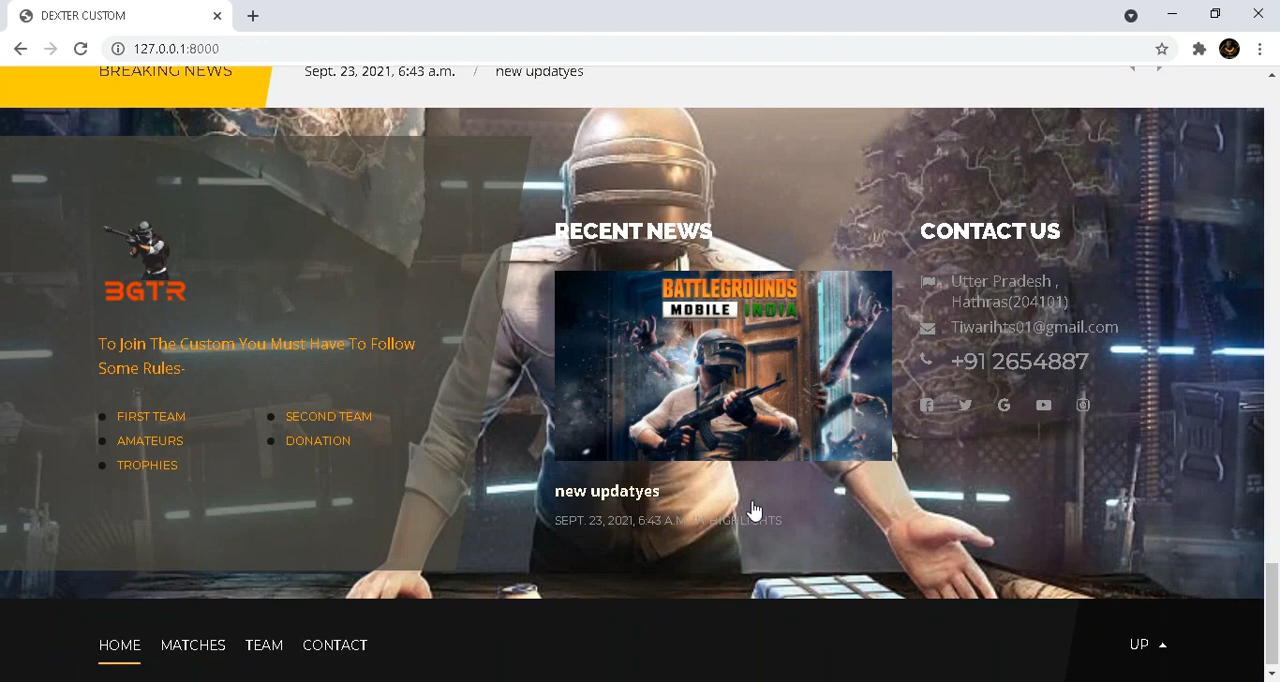 DEXTER CUSTOM
127.0.0.1:8000
BREAKING NEWS Sept. 23, 2021, 6:43 a.m. / new updatyes
BGTR
To Join The Custom You Must Have To Follow
Some Rules-
FIRST TEAM
SECOND TEAM
AMATEURS
DONATION
TROPHIES
RECENT NEWS
BATTLEGROUNDS
MOBILE INDIA
new updatyes
SEPT. 23, 2021, 6:43 A.M. IN HIGHLIGHTS
CONTACT US
Utter Pradesh ,
Hathras(204101)
Tiwarihts01@gmail.com
+91 2654887
HOME MATCHES TEAM CONTACT
UP